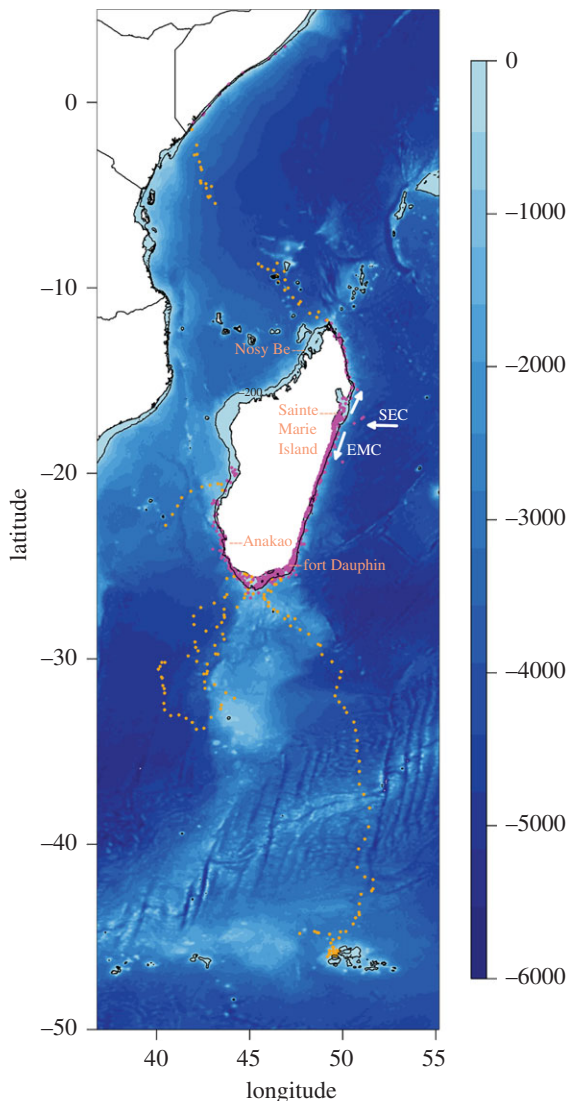 0
−10
−20
−30
−40
−50
latitude
40
45
50
55
longitude
0
−1000
−2000
−3000
−4000
−5000
−6000
Nosy Be
−200
Sainte
Marie
Island
SEC
EMC
Anakao
fort Dauphin